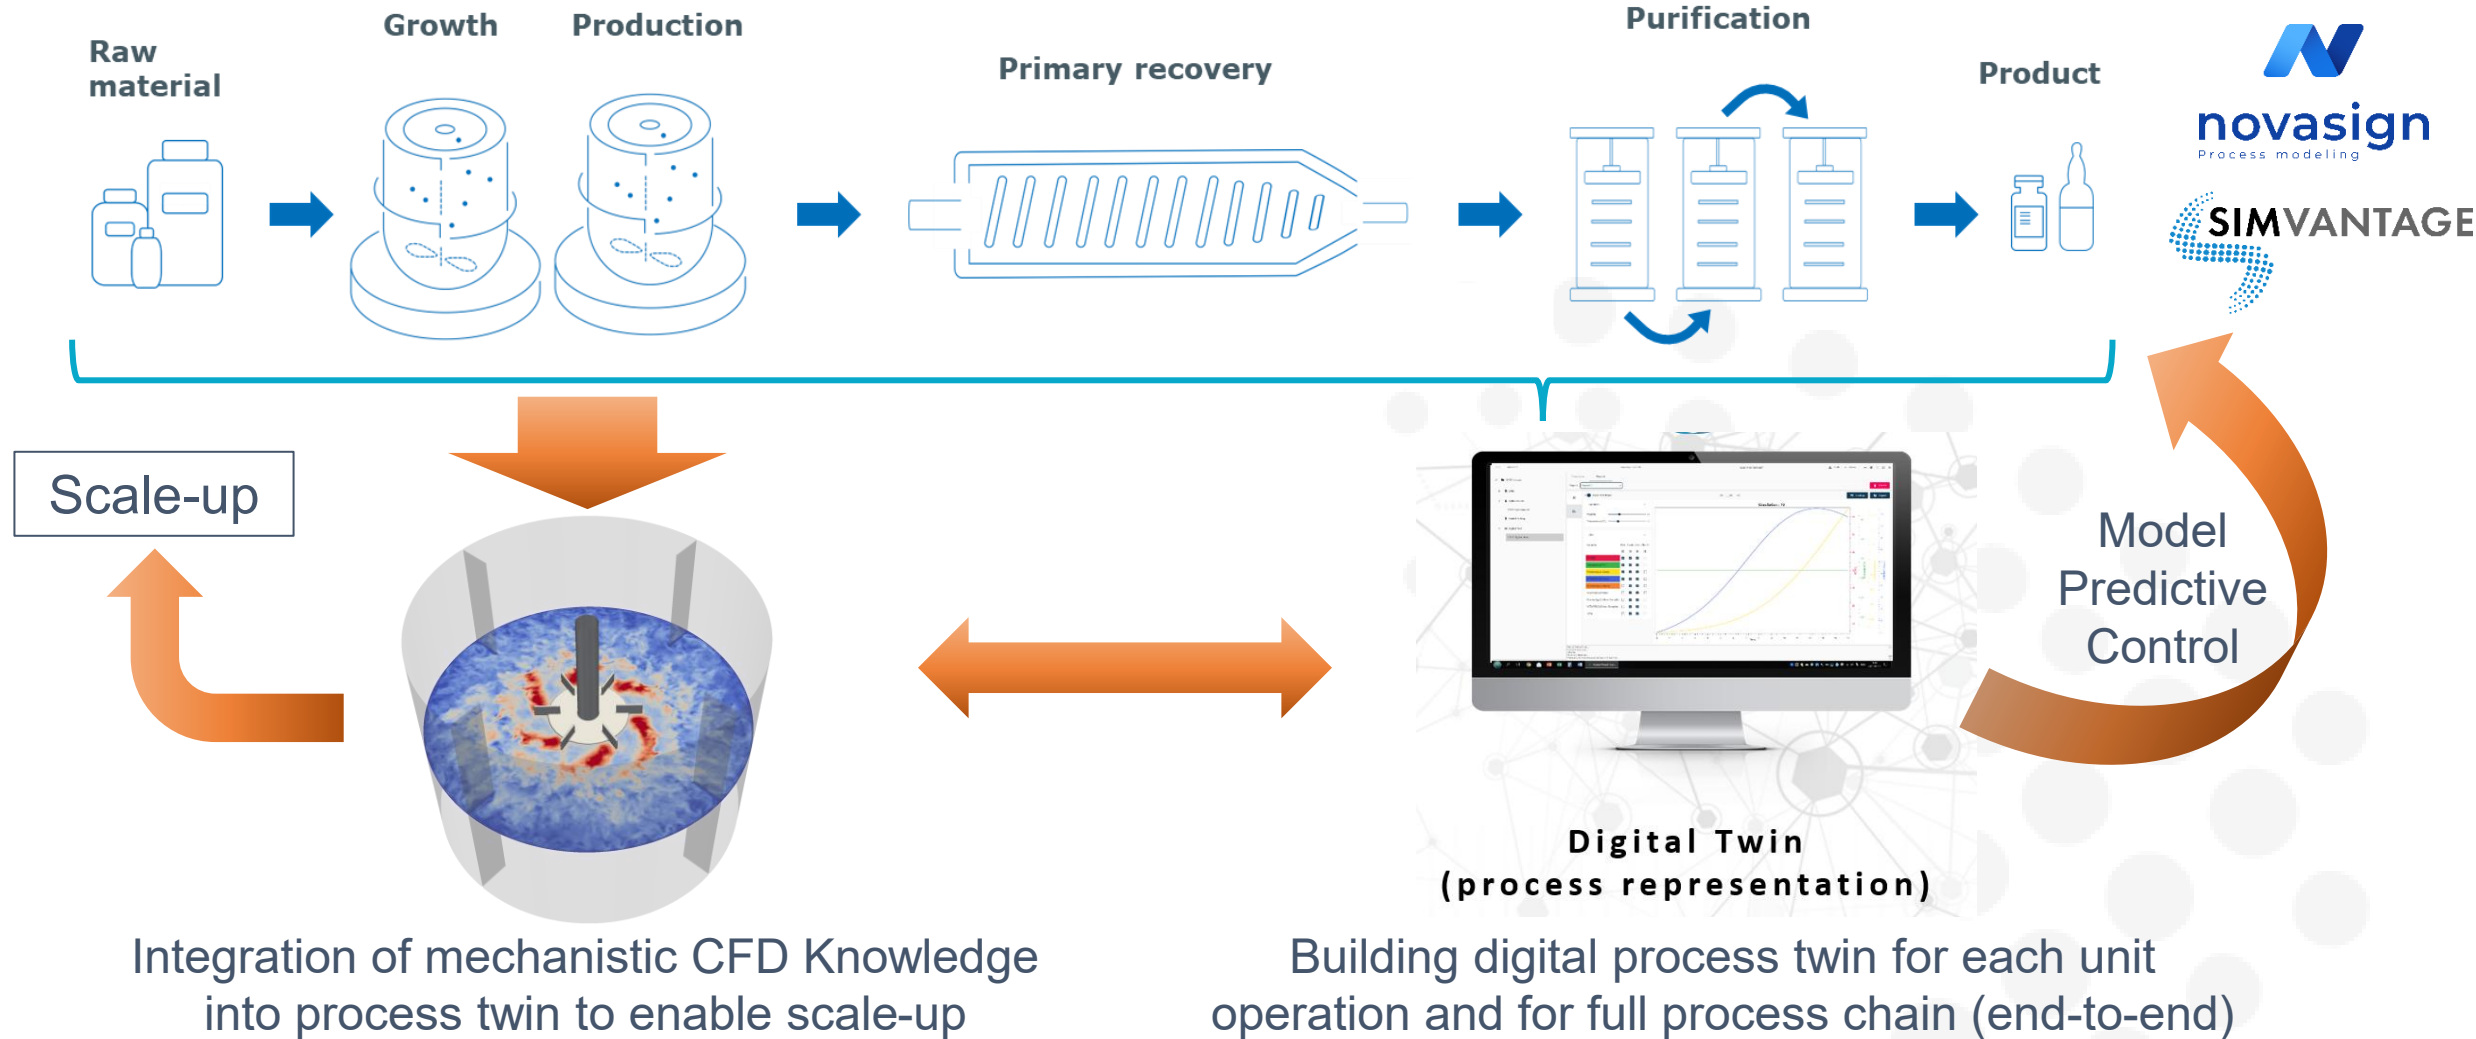 Growth
Production
Purification
Raw
material
Primary recovery
Product
novasign
Process modeling
SIMVANTAGE
Scale-up
Model
Predictive
Control
Digital Twin
(process representation)
Integration of mechanistic CFD Knowledge
into process twin to enable scale-up
Building digital process twin for each unit
operation and for full process chain (end-to-end)